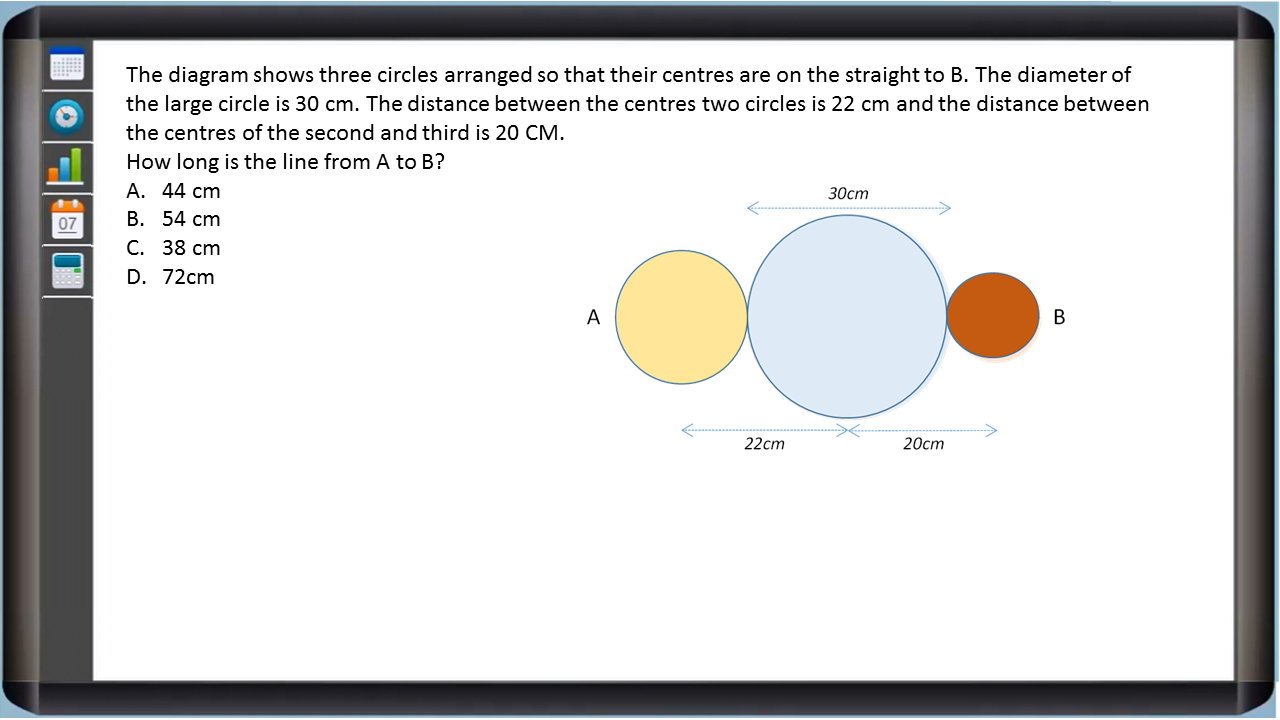 The diagram shows three circles arranged so that their centres are on the straight to B. The diameter of
the large circle is 30 cm. The distance between the centres two circles is 22 cm and the distance between
the centres of the second and third is 20 CM.
How long is the line from A to B?
A. 44 cm
B. 54 cm
C. 38 cm
D. 72cm
07
30cm
A
B
22cm
20cm